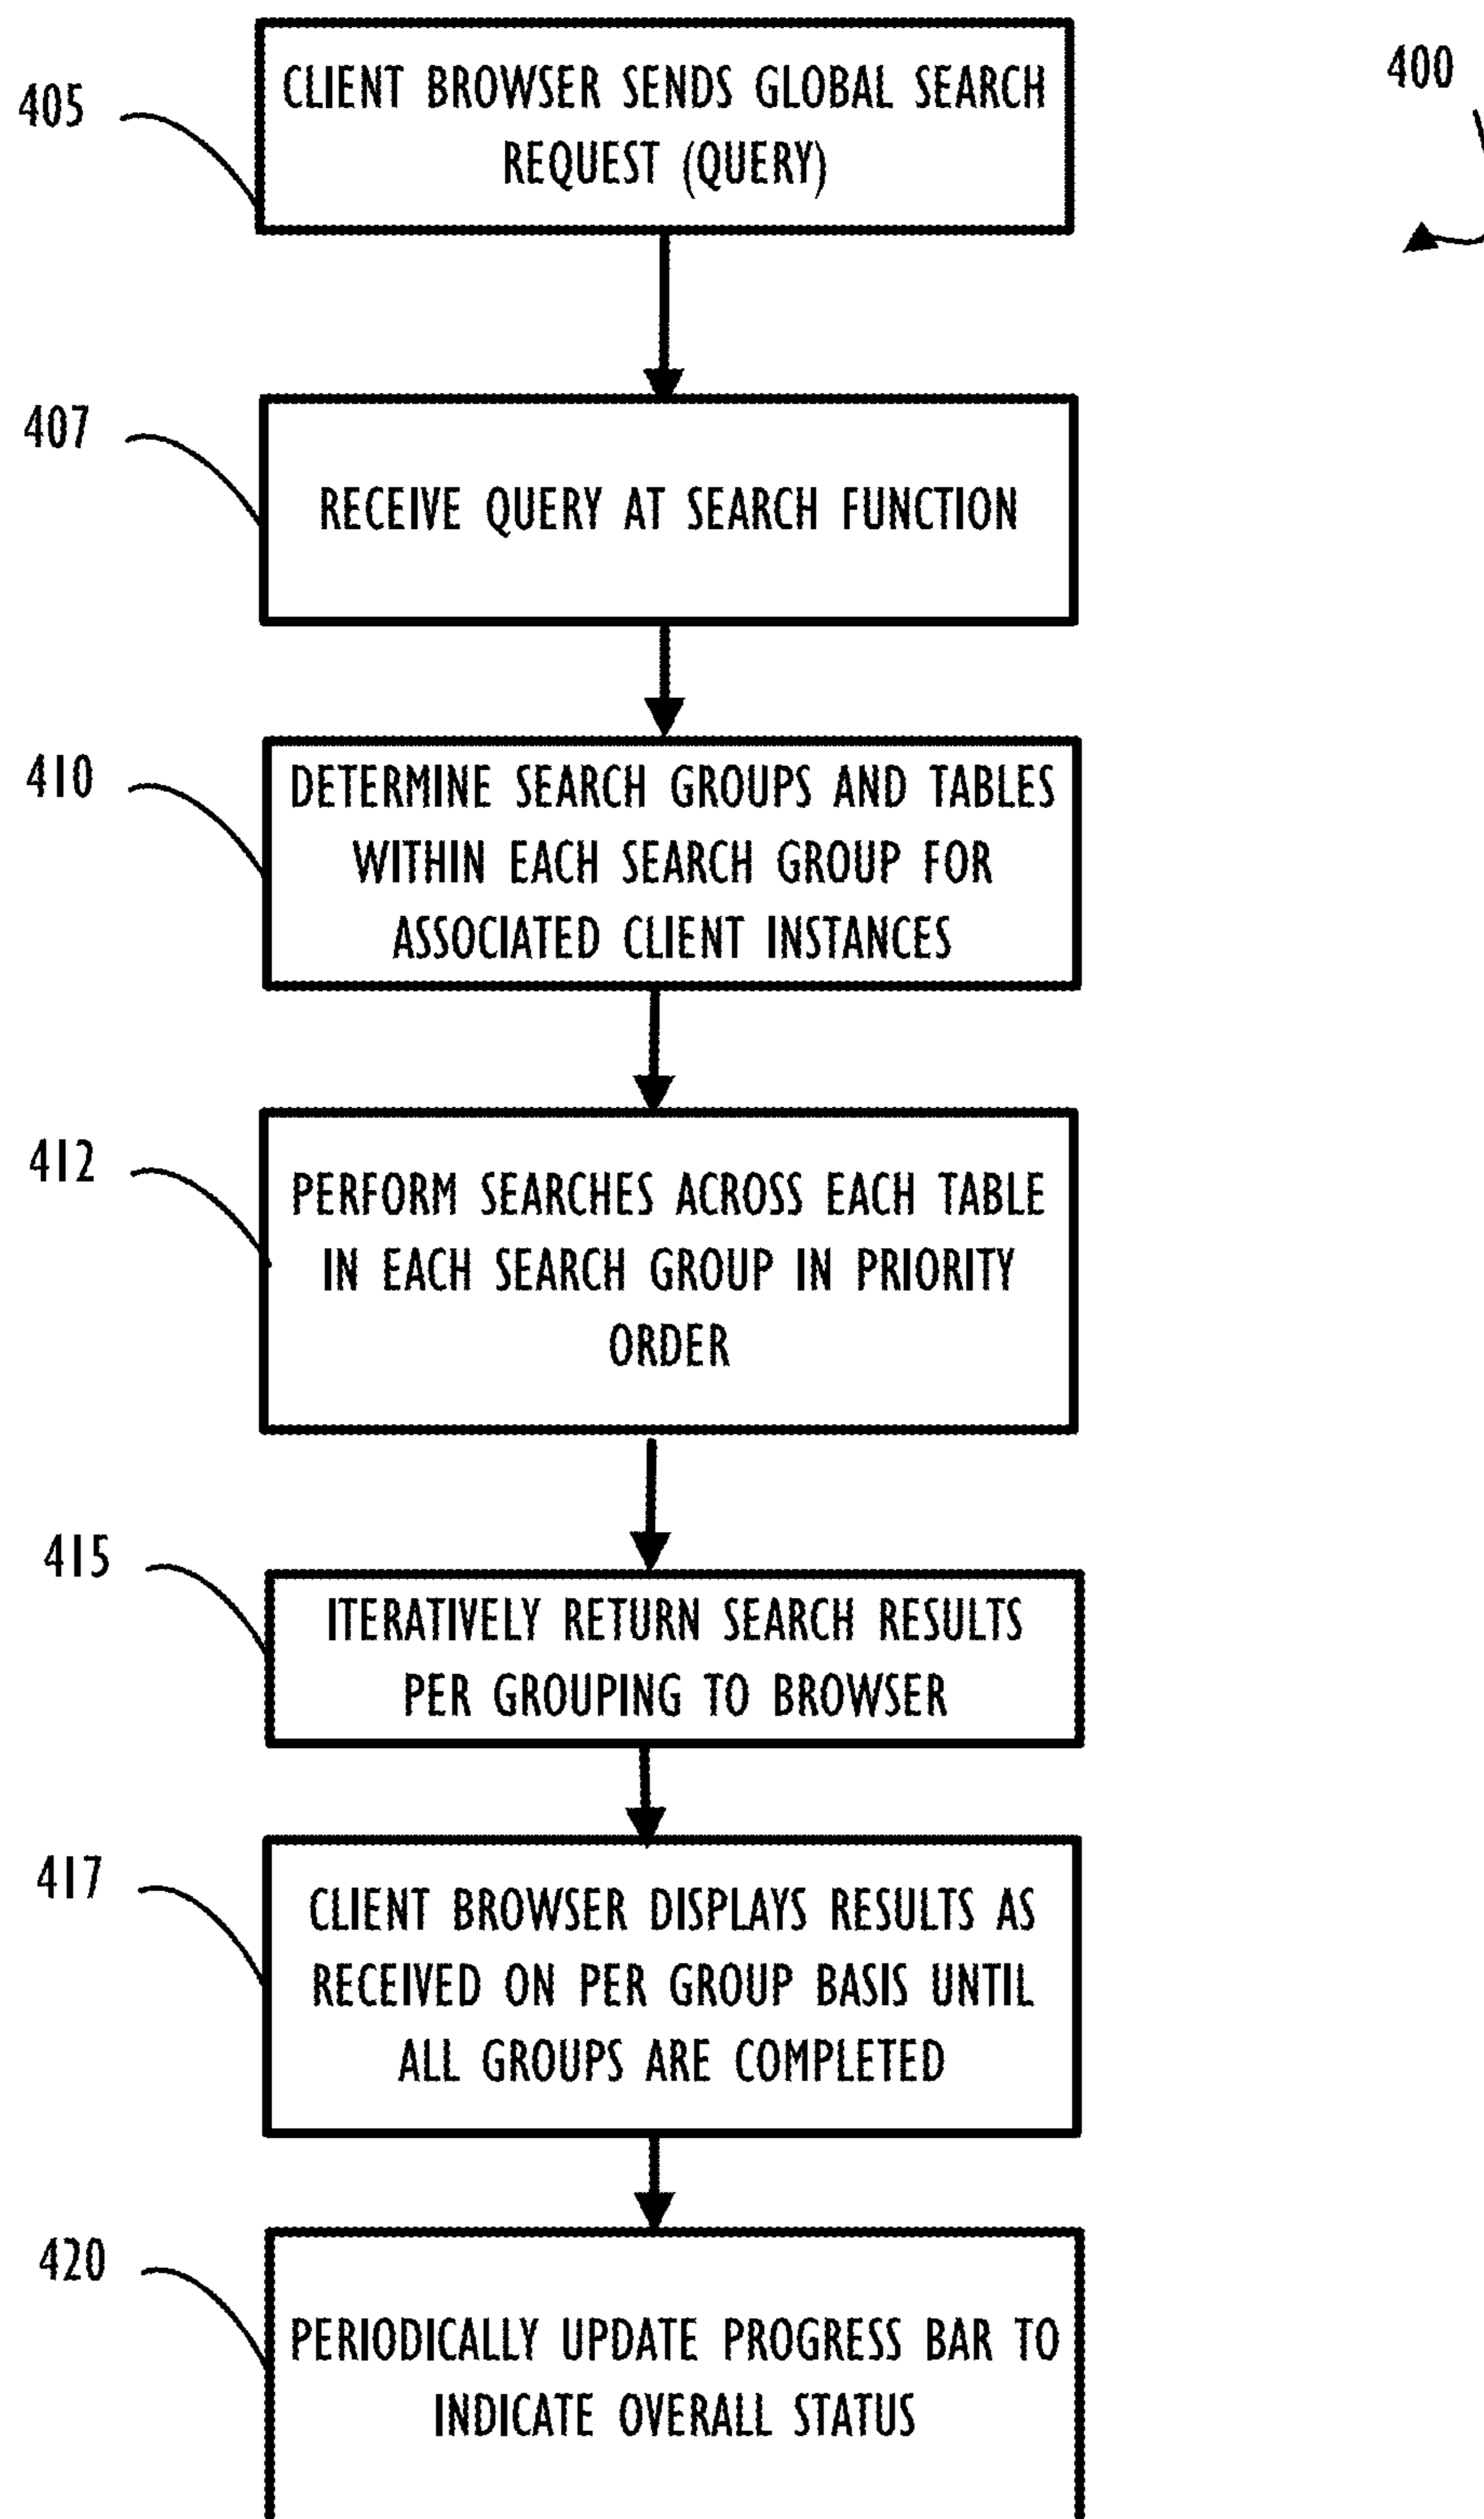 400
405
CLIENT BROWSER SENDS GLOBAL SEARCH
REQUEST (QUERY)
407
RECEIVE QUERY AT SEARCH FUNCTION
410
DETERMINE SEARCH GROUPS AND TABLES
WITHIN EACH SEARCH GROUP FOR
ASSOCIATED CLIENT INSTANCES
412
PERFORM SEARCHES ACROSS EACH TABLE
IN EACH SEARCH GROUP IN PRIORITY
ORDER
415
ITERATIVELY RETURN SEARCH RESULTS
PER GROUPING TO BROWSER
417
CLIENT BROWSER DISPLAYS RESULTS AS
RECEIVED ON PER GROUP BASIS UNTIL
ALL GROUPS ARE COMPLETED
420
PERIODICALLY UPDATE PROGRESS BAR TO
INDICATE OVERALL STATUS